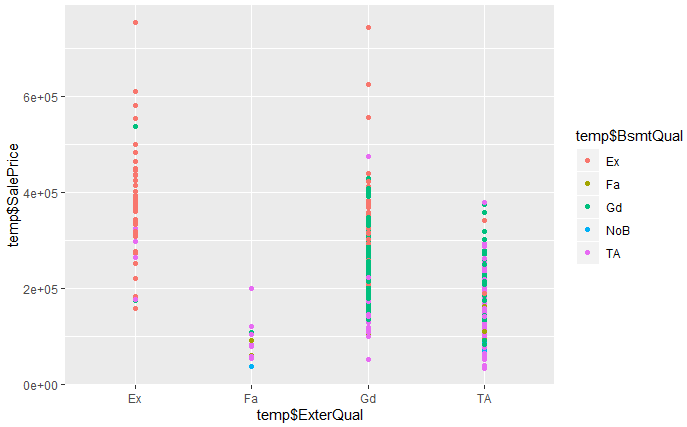 temp$SalePrice
6e+05
4e+05
2e+05
0e+00
Ex
Fa
Gd
TA
temp$ExterQual
temp$BsmtQual
Ex
Fa
Gd
NoB
TA